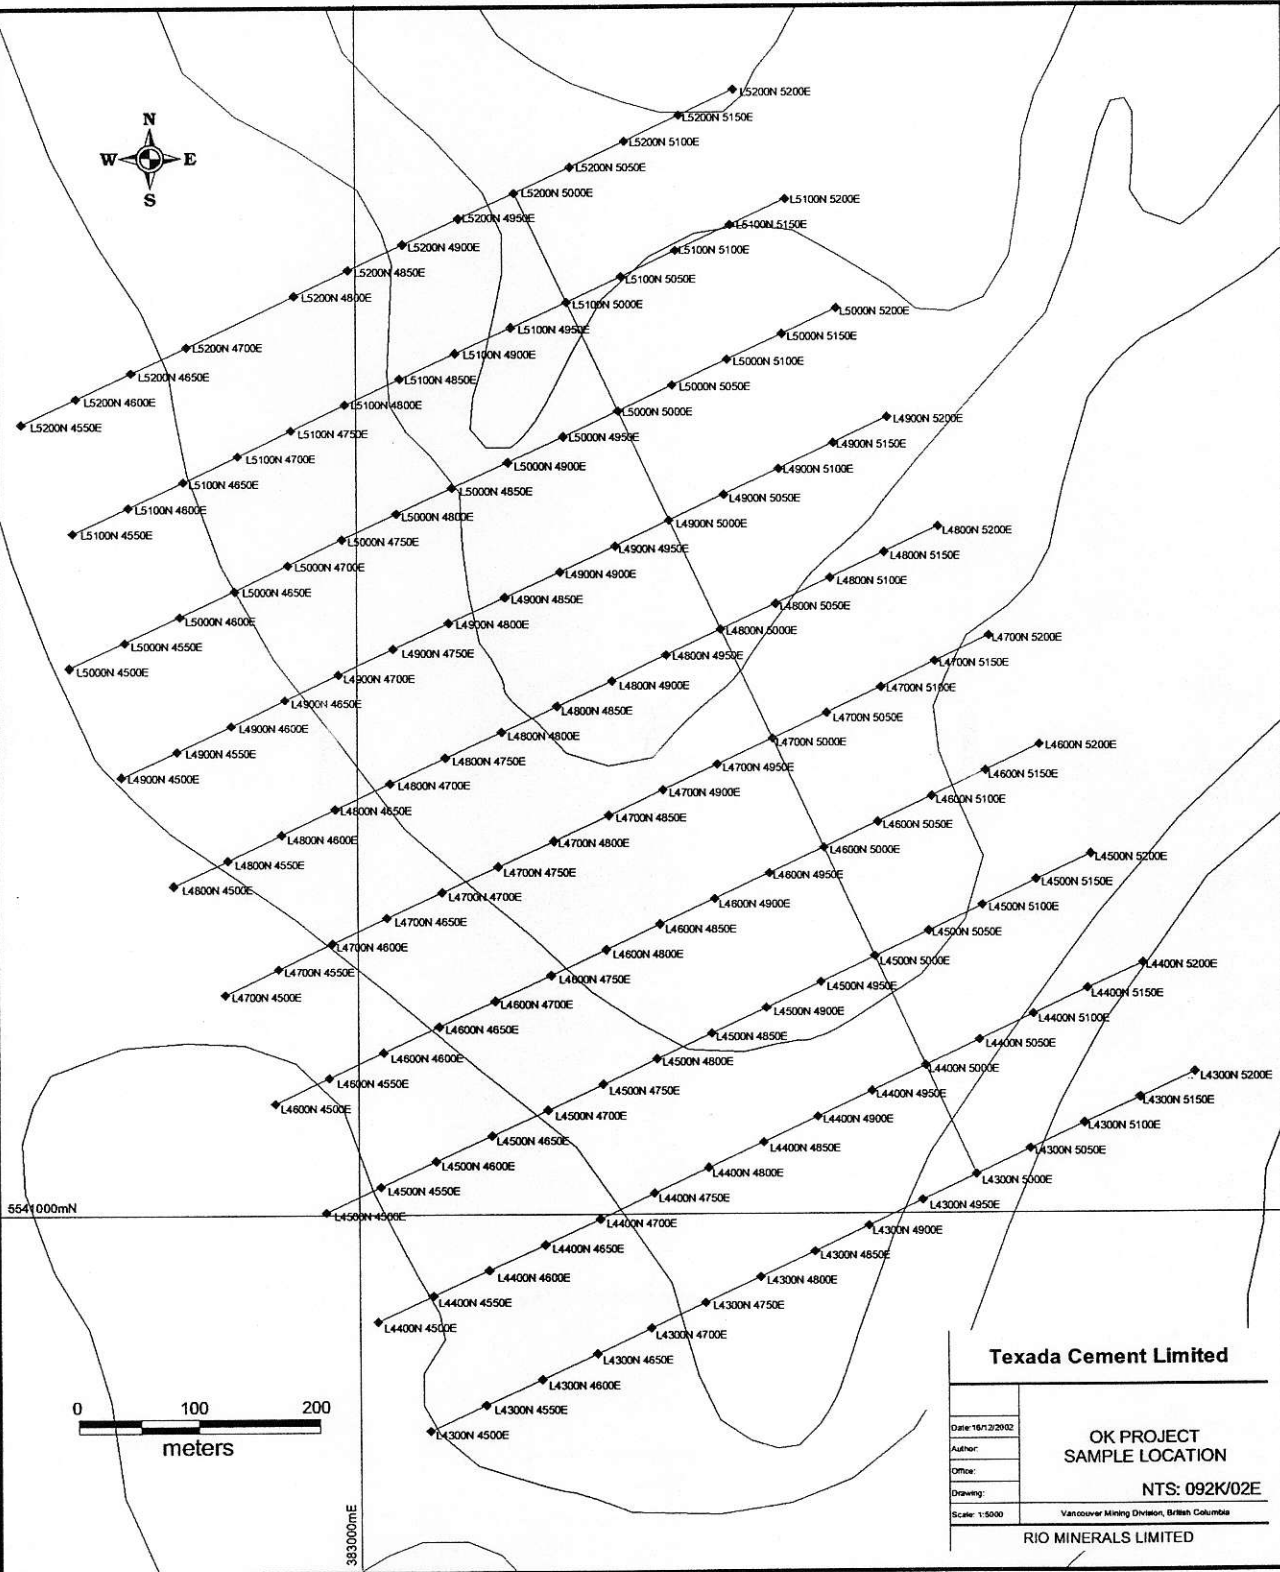 N
W E
S
L5200N 5200E
L5200N 5150E
L5200N 5100E
L5200N 5050E
L5200N 5000E
L5200N 4950E
L5200N 4900E
L5200N 4850E
L5200N 4800E
L5200N 4700E
L5200N 4650E
L5200N 4600E
L5200N 4550E
L5100N 5200E
L5100N 5150E
L5100N 5100E
L5100N 5050E
L5100N 5000E
L5100N 4950E
L5100N 4900E
L5100N 4850E
L5100N 4800E
L5100N 4750E
L5100N 4700E
L5100N 4650E
L5100N 4600E
L5100N 4550E
L5000N 5200E
L5000N 5150E
L5000N 5100E
L5000N 5050E
L5000N 5000E
L5000N 4950E
L5000N 4900E
L5000N 4850E
L5000N 4800E
L5000N 4750E
L5000N 4700E
L5000N 4650E
L5000N 4600E
L5000N 4550E
L5000N 4500E
L4900N 5200E
L4900N 5150E
L4900N 5100E
L4900N 5050E
L4900N 5000E
L4900N 4950E
L4900N 4900E
L4900N 4850E
L4900N 4800E
L4900N 4750E
L4900N 4700E
L4900N 4650E
L4900N 4600E
L4900N 4550E
L4900N 4500E
L4800N 5200E
L4800N 5150E
L4800N 5100E
L4800N 5050E
L4800N 5000E
L4800N 4950E
L4800N 4900E
L4800N 4850E
L4800N 4800E
L4800N 4750E
L4800N 4700E
L4800N 4650E
L4800N 4600E
L4800N 4550E
L4800N 4500E
L4700N 5200E
L4700N 5150E
L4700N 5100E
L4700N 5050E
L4700N 5000E
L4700N 4950E
L4700N 4900E
L4700N 4850E
L4700N 4800E
L4700N 4750E
L4700N 4700E
L4700N 4650E
L4700N 4600E
L4700N 4550E
L4700N 4500E
L4600N 5200E
L4600N 5150E
L4600N 5100E
L4600N 5050E
L4600N 5000E
L4600N 4950E
L4600N 4900E
L4600N 4850E
L4600N 4800E
L4600N 4750E
L4600N 4700E
L4600N 4650E
L4600N 4600E
L4600N 4550E
L4600N 4500E
L4500N 5200E
L4500N 5150E
L4500N 5100E
L4500N 5050E
L4500N 5000E
L4500N 4950E
L4500N 4900E
L4500N 4850E
L4500N 4800E
L4500N 4750E
L4500N 4700E
L4500N 4650E
L4500N 4600E
L4500N 4550E
L4500N 4500E
L4400N 5200E
L4400N 5150E
L4400N 5100E
L4400N 5050E
L4400N 5000E
L4400N 4950E
L4400N 4900E
L4400N 4850E
L4400N 4800E
L4400N 4750E
L4400N 4700E
L4400N 4650E
L4400N 4600E
L4400N 4550E
L4400N 4500E
L4300N 5200E
L4300N 5150E
L4300N 5100E
L4300N 5050E
L4300N 5000E
L4300N 4950E
L4300N 4900E
L4300N 4850E
L4300N 4800E
L4300N 4750E
L4300N 4700E
L4300N 4650E
L4300N 4600E
L4300N 4550E
L4300N 4500E
5541000mN
383000mE
0 100 200
meters
Texada Cement Limited
Date:16/12/2002
Author:
Office:
Drawing:
Scale: 1:5000
OK PROJECT
SAMPLE LOCATION
NTS: 092K/02E
Vancouver Mining Division, British Columbia
RIO MINERALS LIMITED